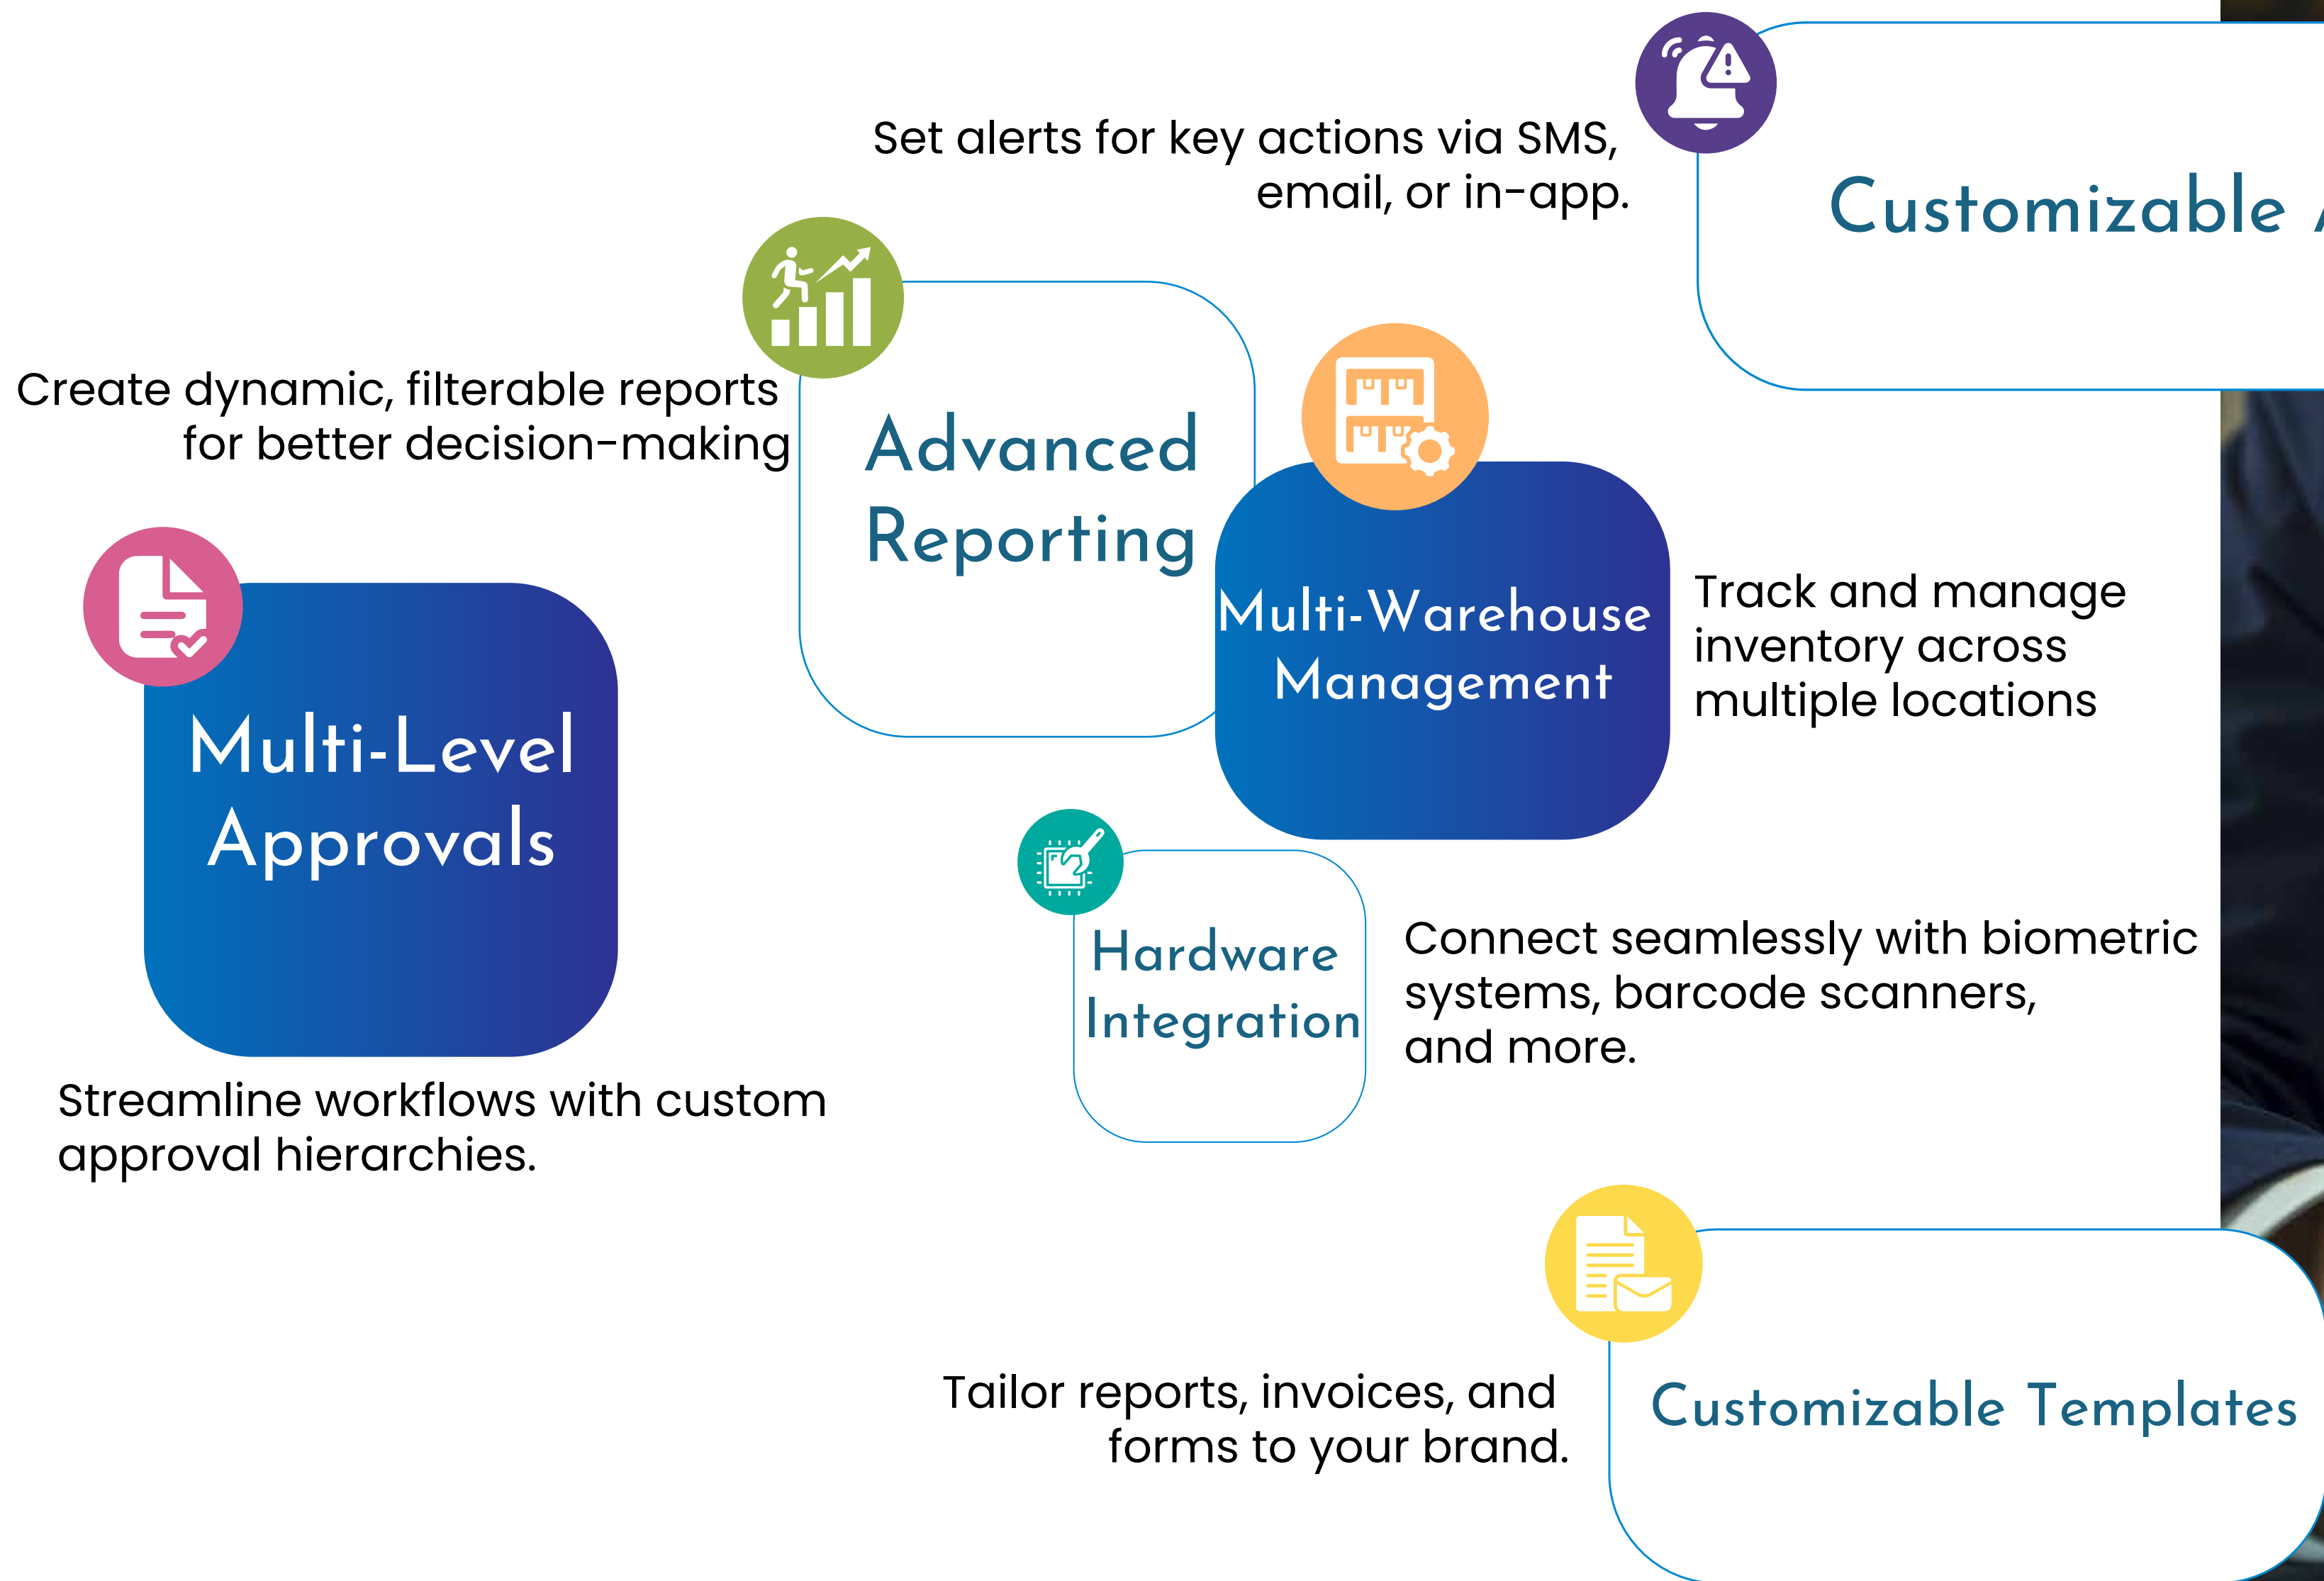 Set alerts for key actions via SMS,
email, or in-app.
Customizable
Create dynamic, filterable reports
for better decision-making
Advanced
Reporting
Multi-Warehouse
Management
Track and manage
inventory across
multiple locations
Multi-Level
Approvals
Streamline workflows with custom
approval hierarchies.
Hardware
Integration
Connect seamlessly with biometric
systems, barcode scanners,
and more.
Tailor reports, invoices, and
forms to your brand.
Customizable Templates